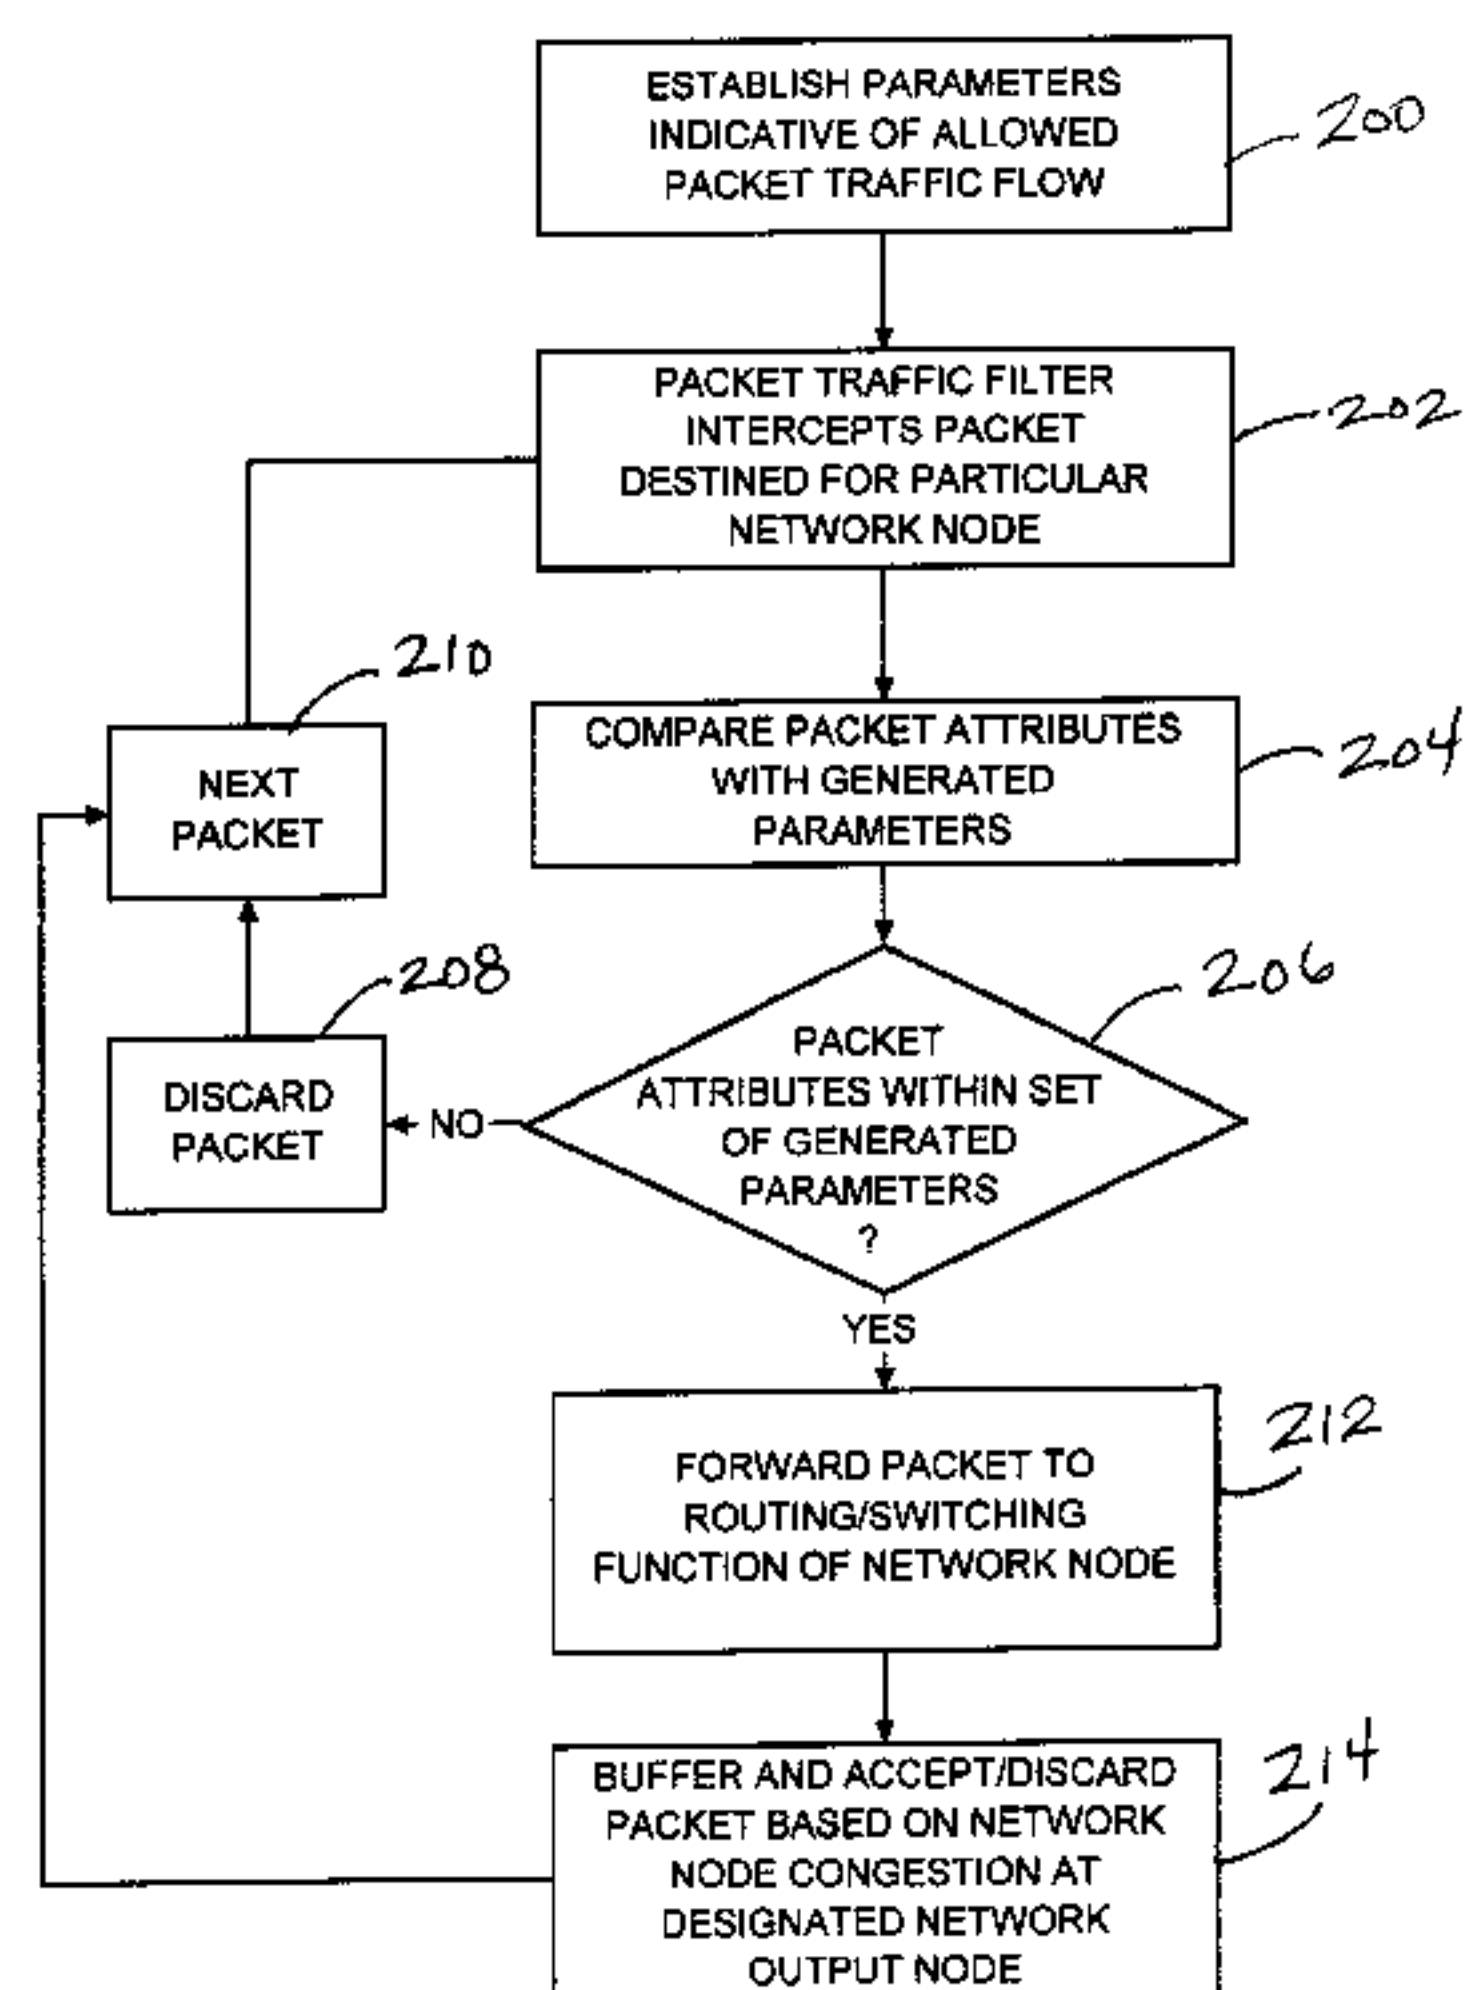 ESTABLISH PARAMETERS
INDICATIVE OF ALLOWED
PACKET TRAFFIC FLOW
200
PACKET TRAFFIC FILTER
INTERCEPTS PACKET
DESTINED FOR PARTICULAR
NETWORK NODE
202
210
NEXT
PACKET
COMPARE PACKET ATTRIBUTES
WITH GENERATED
PARAMETERS
204
208
DISCARD
PACKET
NO
PACKET
ATTRIBUTES WITHIN SET
OF GENERATED
PARAMETERS
?
206
YES
FORWARD PACKET TO
ROUTING/SWITCHING
FUNCTION OF NETWORK NODE
212
BUFFER AND ACCEPT/DISCARD
PACKET BASED ON NETWORK
NODE CONGESTION AT
DESIGNATED NETWORK
OUTPUT NODE
214